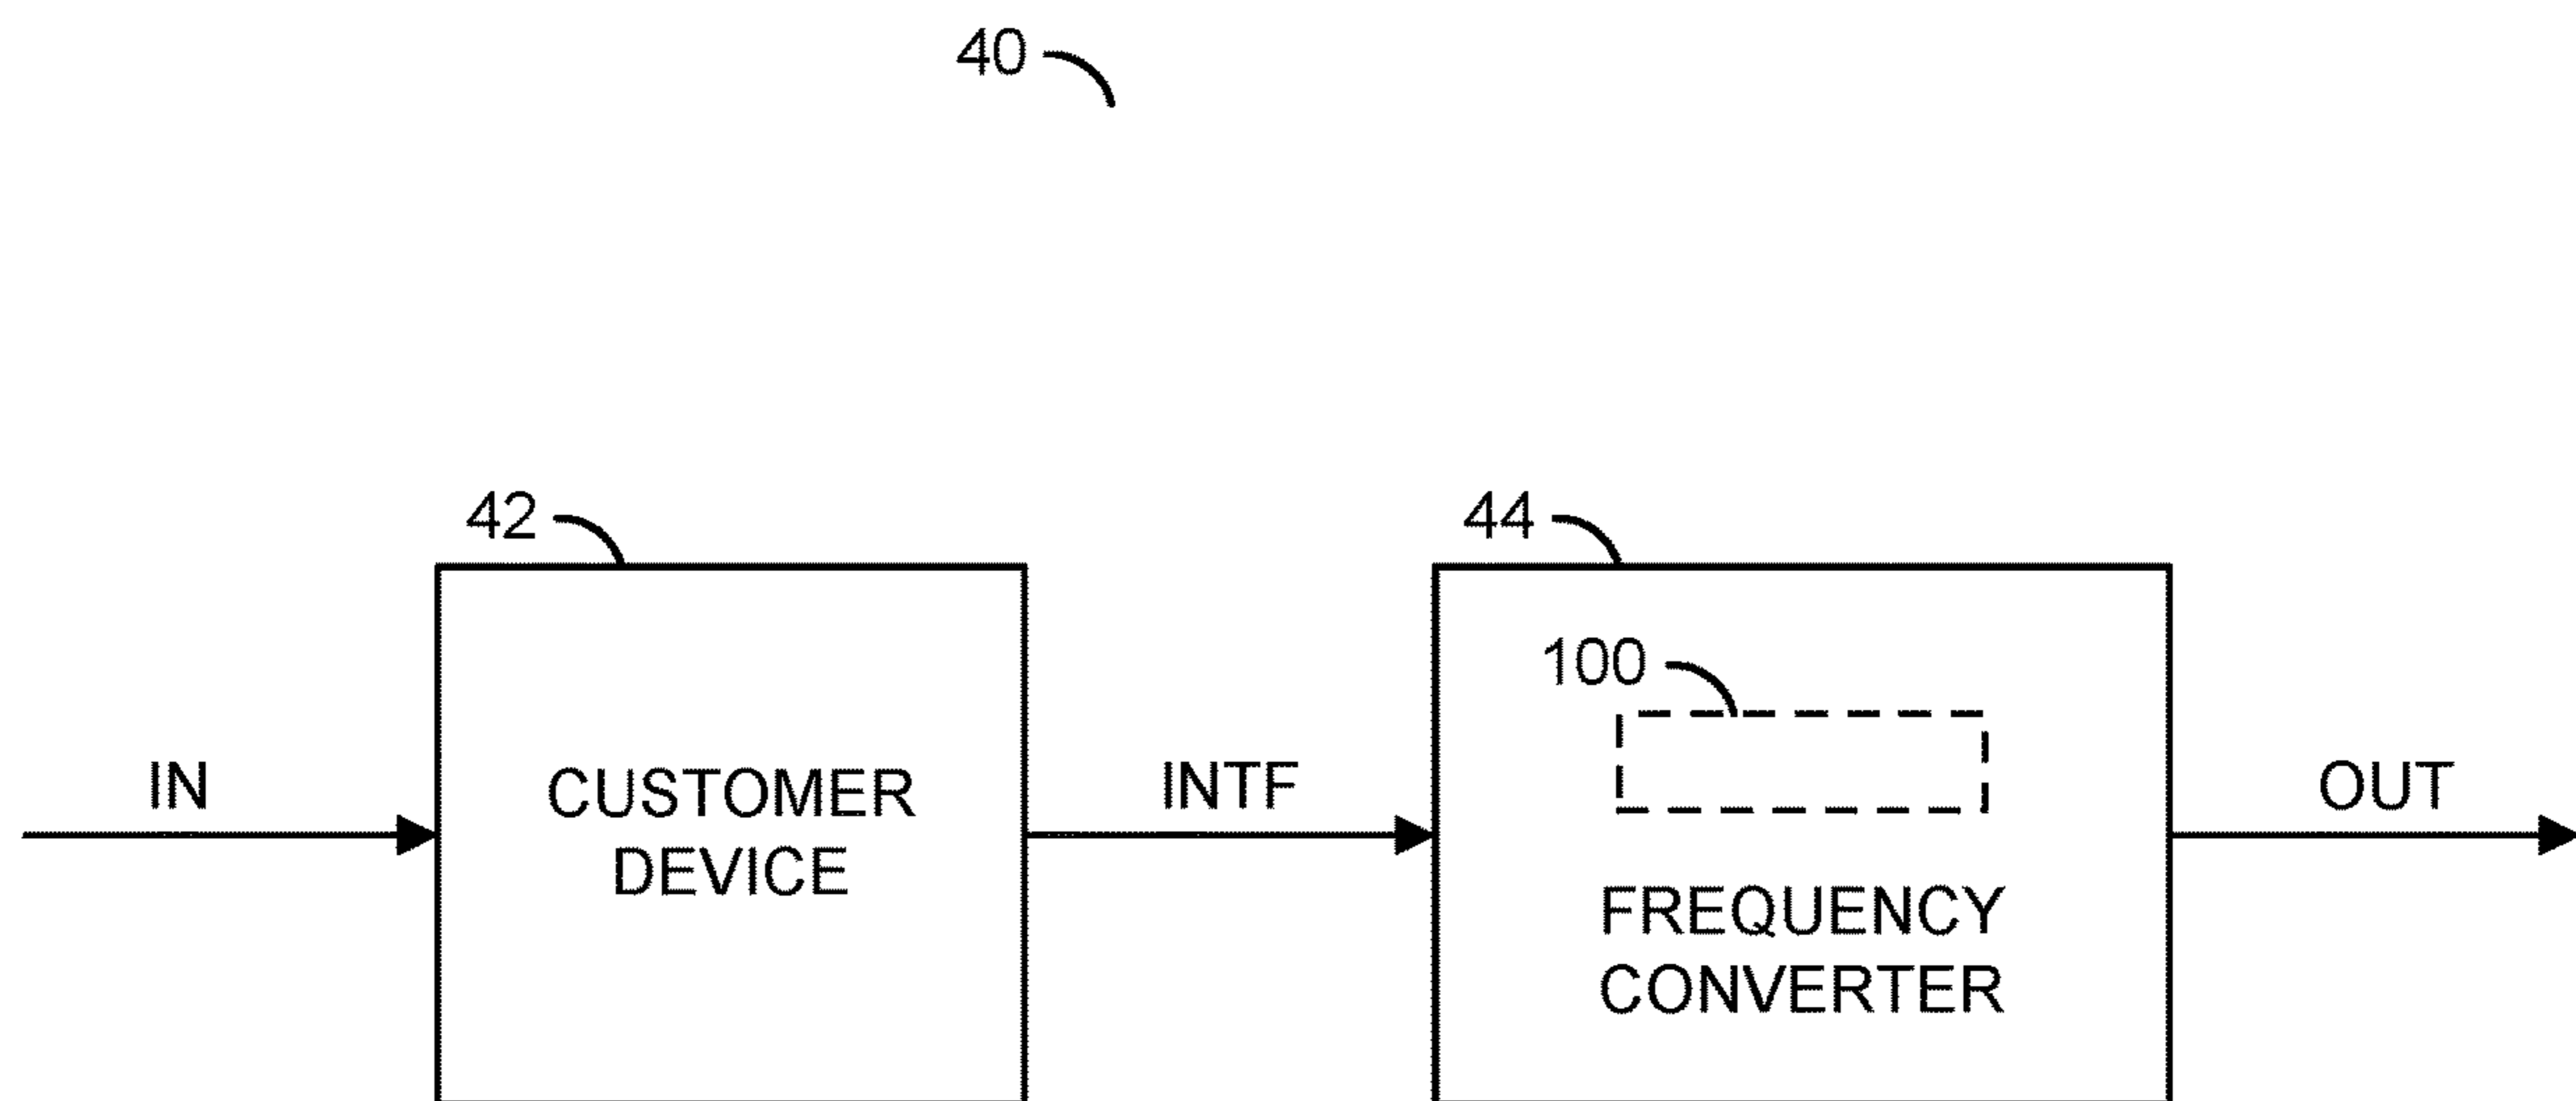 40
42
44
100
IN
CUSTOMER
DEVICE
INTF
FREQUENCY
CONVERTER
OUT